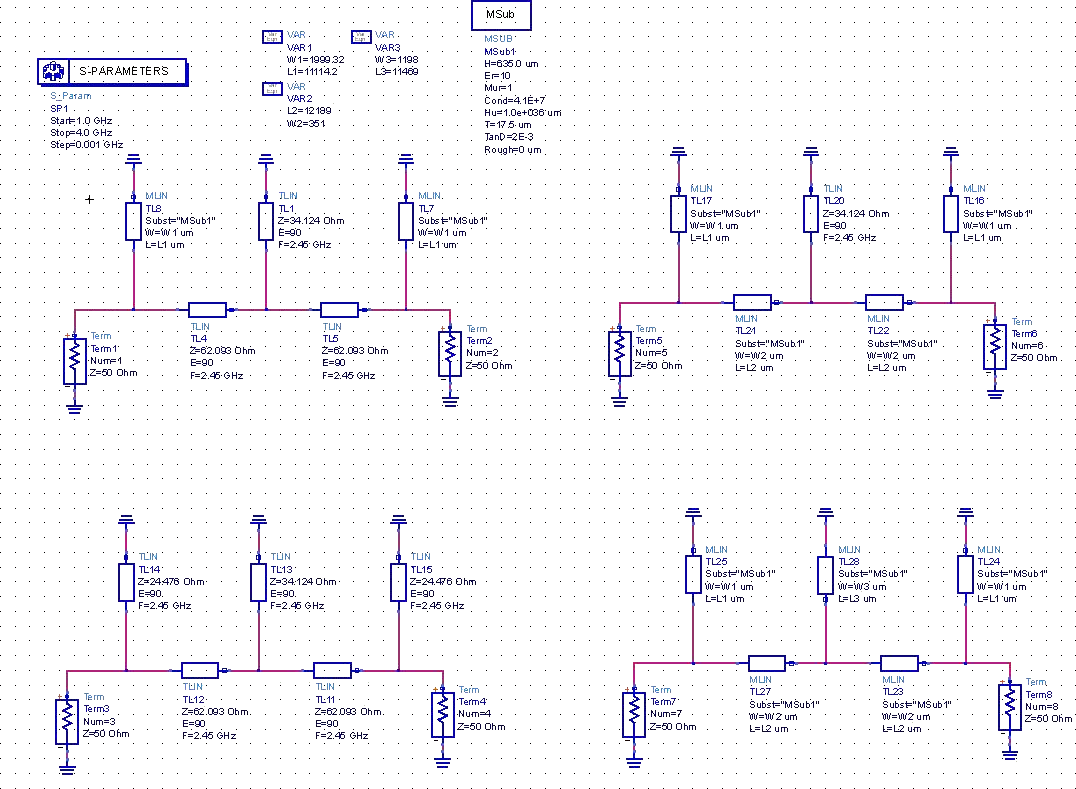 MSub
MSUB
MSub1
H=635.0 um
Er=10
Mur=1
Cond=4.1E+7
Hu=1.0e+036 um
T=17.5 um
TanD=2E-3
Rough=0 um
VAR
VAR1
W1=1999.32
L1=11114.2
VAR
VAR3
W3=1198
L3=11469
VAR
VAR2
L2=12199
W2=351
S-PARAMETERS
S_Param
SP1
Start=1.0 GHz
Stop=4.0 GHz
Step=0.001 GHz
MLIN
TL8
Subst="MSub1"
W=W1 um
L=L1 um
TLIN
TL1
Z=34.124 Ohm
E=90
F=2.45 GHz
MLIN
TL7
Subst="MSub1"
W=W1 um
L=L1 um
Term
Term1
Num=1
Z=50 Ohm
TLIN
TL4
Z=62.093 Ohm
E=90
F=2.45 GHz
TLIN
TL5
Z=62.093 Ohm
E=90
F=2.45 GHz
Term
Term2
Num=2
Z=50 Ohm
MLIN
TL17
Subst="MSub1"
W=W1 um
L=L1 um
TLIN
TL20
Z=34.124 Ohm
E=90
F=2.45 GHz
MLIN
TL16
Subst="MSub1"
W=W1 um
L=L1 um
Term
Term5
Num=5
Z=50 Ohm
MLIN
TL21
Subst="MSub1"
W=W2 um
L=L2 um
MLIN
TL22
Subst="MSub1"
W=W2 um
L=L2 um
Term
Term6
Num=6
Z=50 Ohm
TLIN
TL14
Z=24.476 Ohm
E=90
F=2.45 GHz
TLIN
TL13
Z=34.124 Ohm
E=90
F=2.45 GHz
TLIN
TL15
Z=24.476 Ohm
E=90
F=2.45 GHz
Term
Term3
Num=3
Z=50 Ohm
TLIN
TL12
Z=62.093 Ohm
E=90
F=2.45 GHz
TLIN
TL11
Z=62.093 Ohm
E=90
F=2.45 GHz
Term
Term4
Num=4
Z=50 Ohm
MLIN
TL25
Subst="MSub1"
W=W1 um
L=L1 um
MLIN
TL28
Subst="MSub1"
W=W3 um
L=L3 um
MLIN
TL24
Subst="MSub1"
W=W1 um
L=L1 um
Term
Term7
Num=7
Z=50 Ohm
MLIN
TL27
Subst="MSub1"
W=W2 um
L=L2 um
MLIN
TL23
Subst="MSub1"
W=W2 um
L=L2 um
Term
Term8
Num=8
Z=50 Ohm